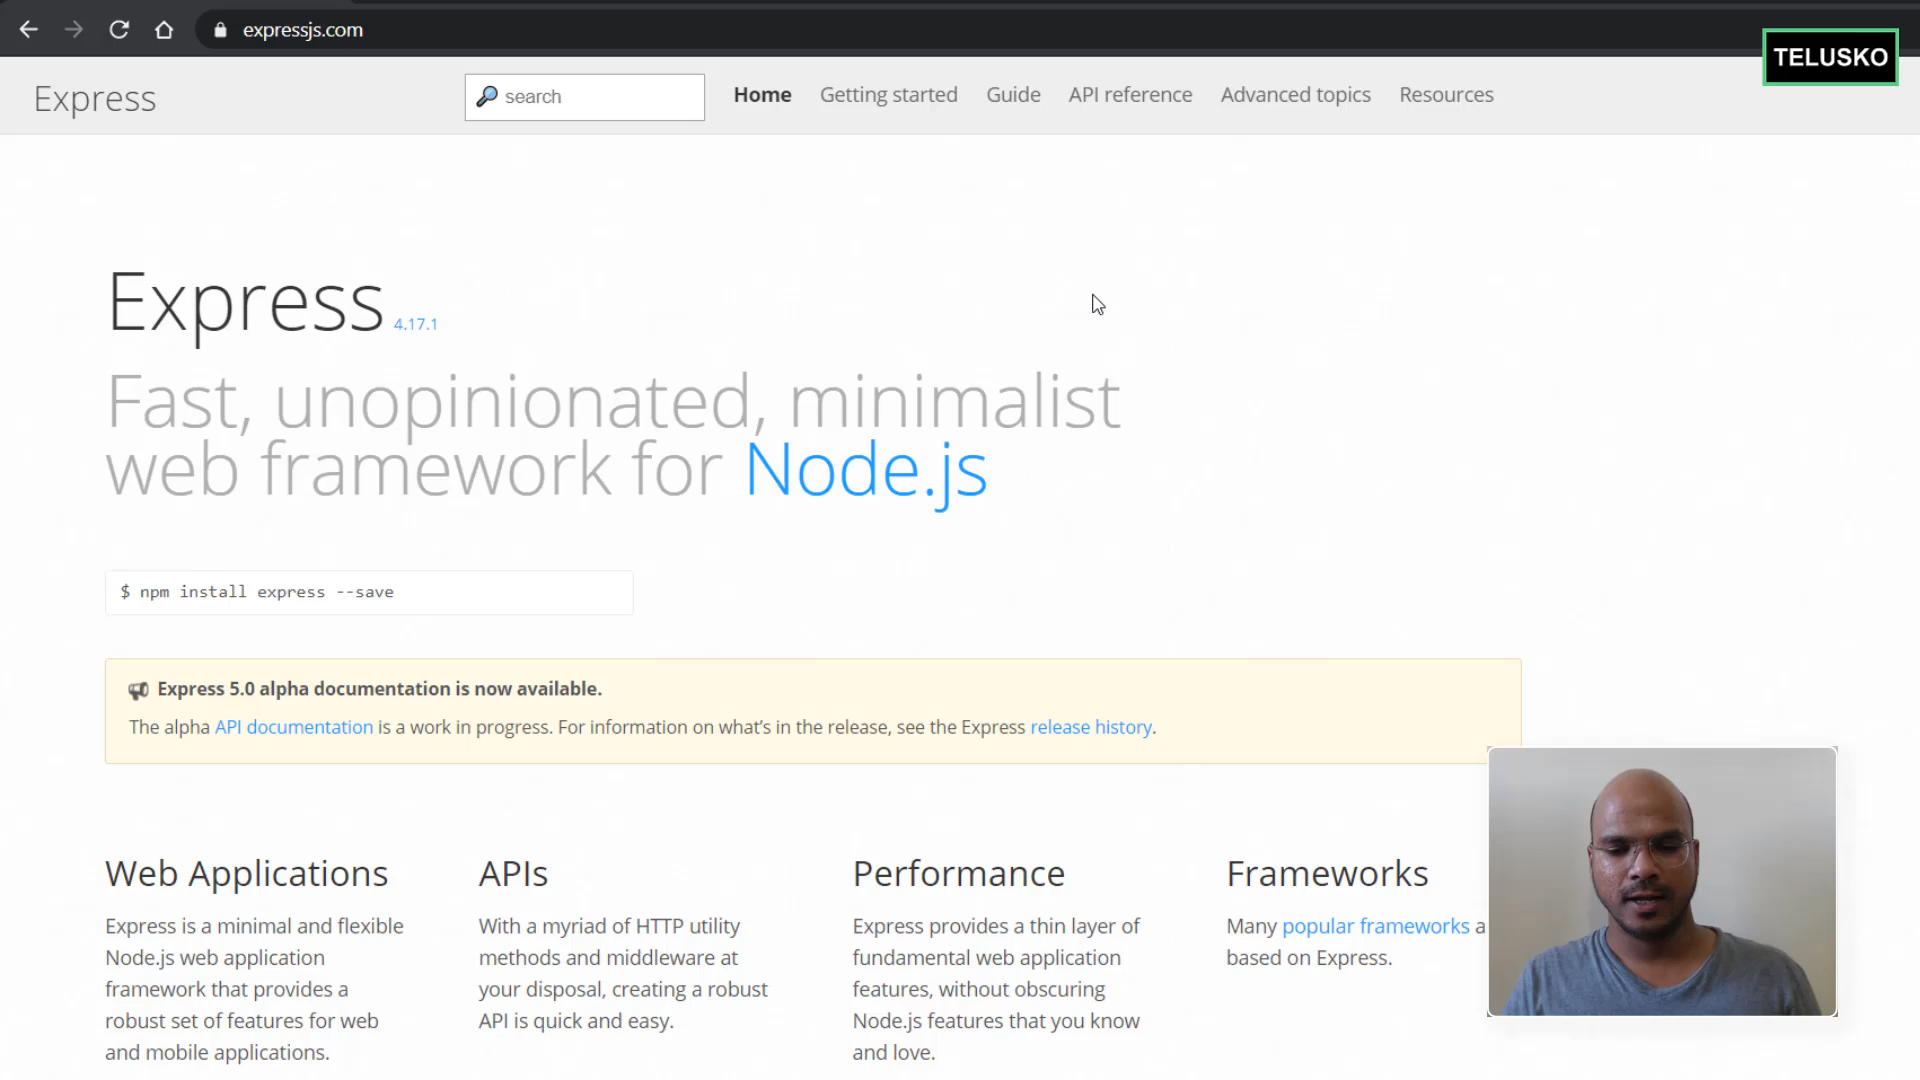 expressjs.com
TELUSKO
Express
search
Home
Getting started
Guide
API reference
Advanced topics
Resources
Express 4.17.1
Fast, unopinionated, minimalist
web framework for Node.js
$ npm install express --save
Express 5.0 alpha documentation is now available.
The alpha API documentation is a work in progress. For information on what's in the release, see the Express release history.
Web Applications
Express is a minimal and flexible
Node.js web application
framework that provides a
robust set of features for web
and mobile applications.
APIs
With a myriad of HTTP utility
methods and middleware at
your disposal, creating a robust
API is quick and easy.
Performance
Express provides a thin layer of
fundamental web application
features, without obscuring
Node.js features that you know
and love.
Frameworks
Many popular frameworks a
based on Express.